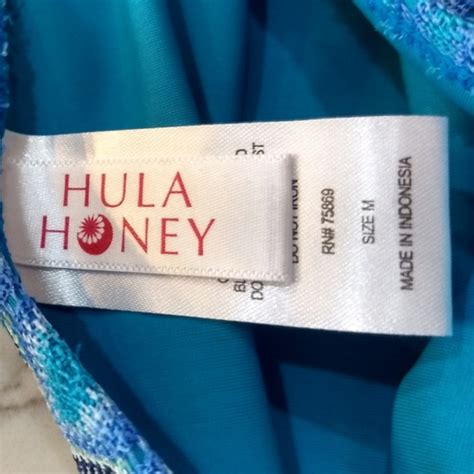 HULA
HONEY
DO NOT IRON
RN# 75869
SIZE M
MADE IN INDONESIA